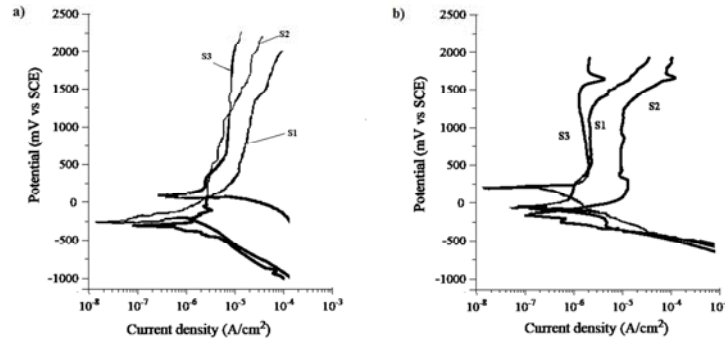 a)
2500
2000
1500
1000
500
0
-500
-1000
Potential (mV vs SCE)
S3
S2
S1
10⁻⁸ 10⁻⁷ 10⁻⁶ 10⁻⁵ 10⁻⁴ 10⁻³
Current density (A/cm²)
b)
2500
2000
1500
1000
500
0
-500
-1000
Potential (mV vs SCE)
S3
S1
S2
10⁻⁸ 10⁻⁷ 10⁻⁶ 10⁻⁵ 10⁻⁴ 10⁻³
Current density (A/cm²)